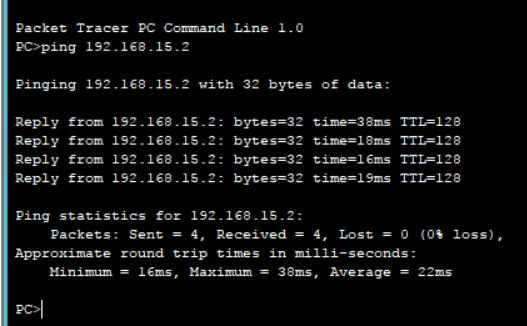 Packet Tracer PC Command Line 1.0
PC>ping 192.168.15.2
Pinging 192.168.15.2 with 32 bytes of data:
Reply from 192.168.15.2: bytes=32 time=38ms TTL=128
Reply from 192.168.15.2: bytes=32 time=18ms TTL=128
Reply from 192.168.15.2: bytes=32 time=16ms TTL=128
Reply from 192.168.15.2: bytes=32 time=19ms TTL=128
Ping statistics for 192.168.15.2:
Packets: Sent = 4, Received = 4, Lost = 0 (0% loss),
Approximate round trip times in milli-seconds:
Minimum = 16ms, Maximum = 38ms, Average = 22ms
PC>